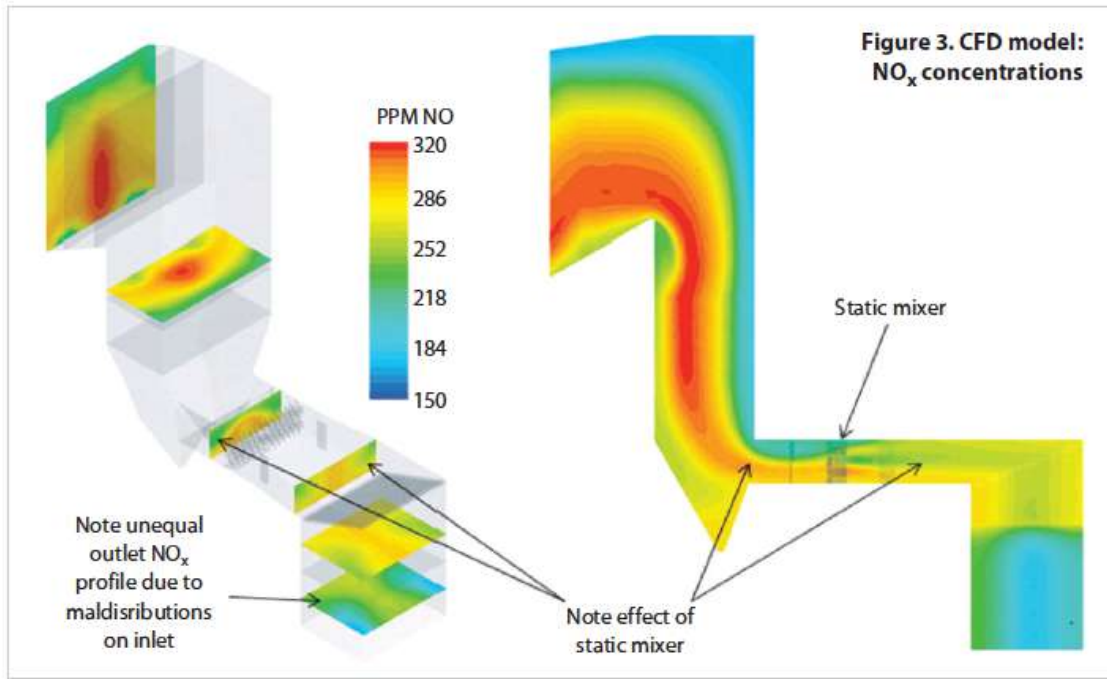 Figure 3. CFD model:
NOx concentrations
PPM NO
320
286
252
218
184
150
Static mixer
Note unequal
outlet NOx
profile due to
maldisributions
on inlet
Note effect of
static mixer